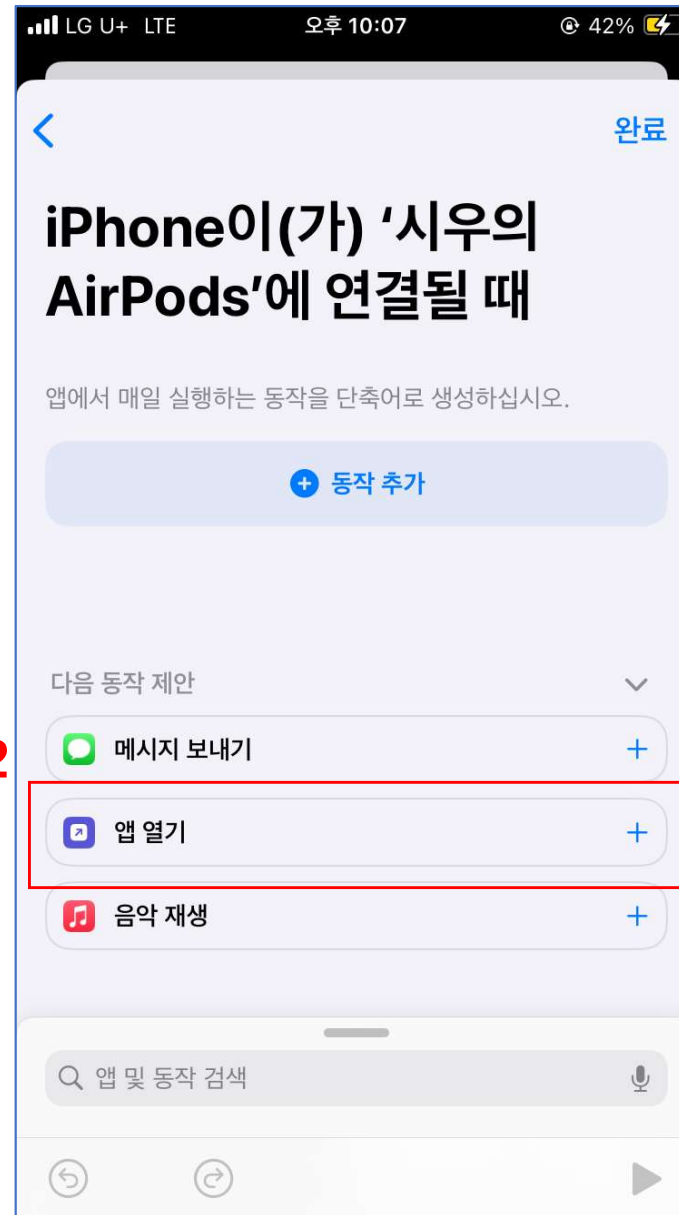 LG U+ LTE 오후 10:07 42%
완료
iPhone이(가) ‘시우의
AirPods’에 연결될 때
앱에서 매일 실행하는 동작을 단축어로 생성하십시오.
동작 추가
다음 동작 제안
메시지 보내기
2
앱 열기
음악 재생
앱 및 동작 검색